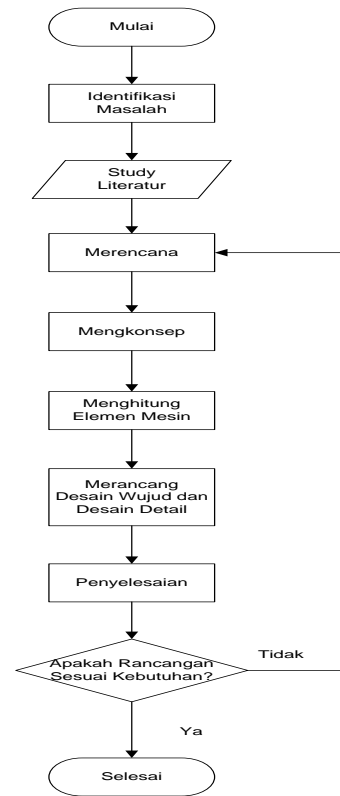 Mulai
Identifikasi
Masalah
Study
Literatur
Merencana
Mengkonsep
Menghitung
Elemen Mesin
Merancang
Desain Wujud dan
Desain Detail
Penyelesaian
Apakah Rancangan
Sesuai Kebutuhan?
Tidak
Ya
Selesai